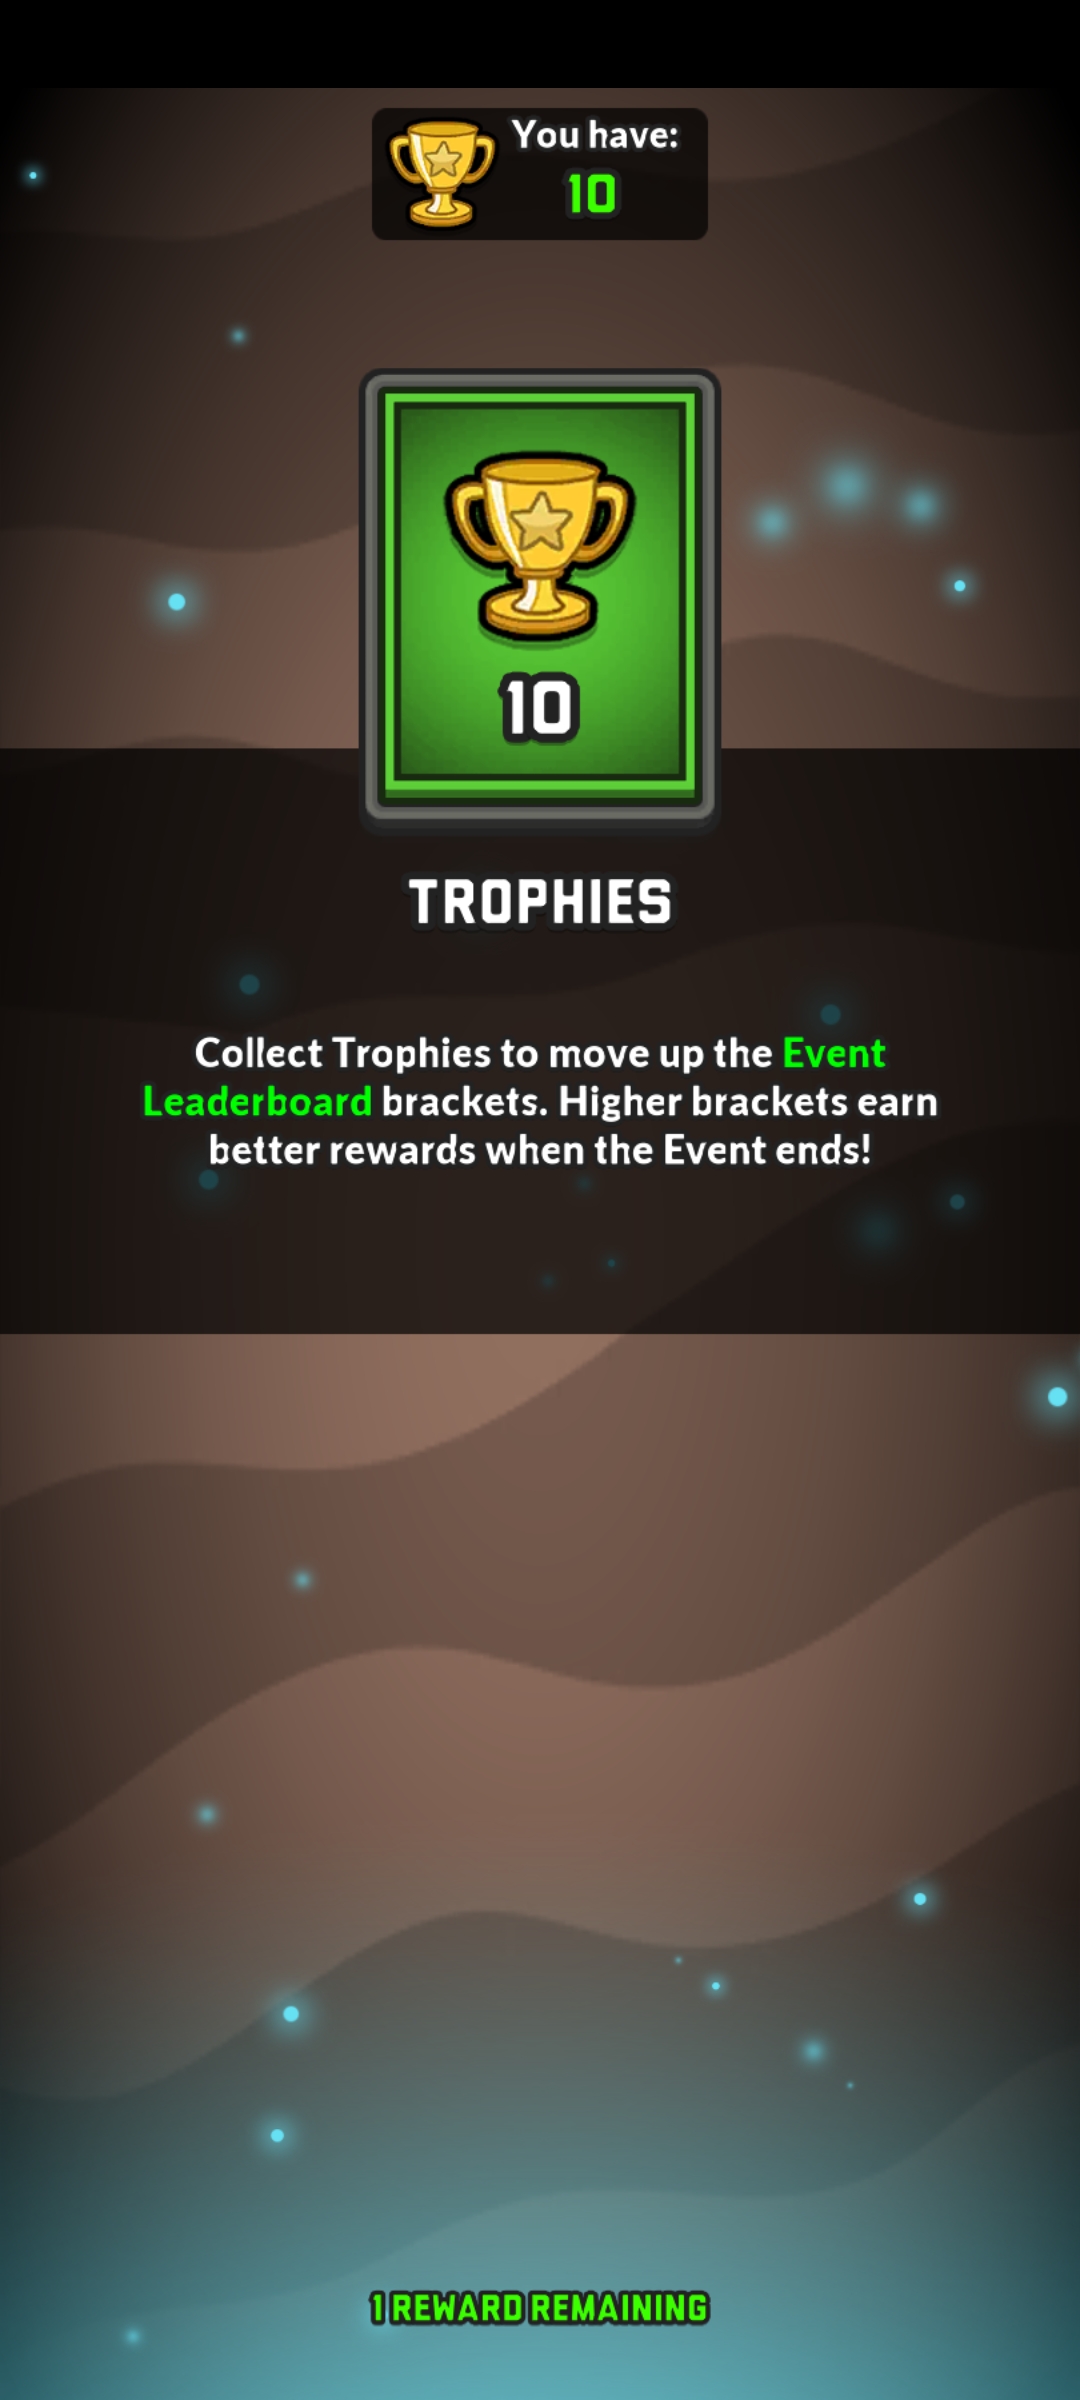 You have:
10
10
TROPHIES
Collect Trophies to move up the Event
Leaderboard brackets. Higher brackets earn
better rewards when the Event ends!
1 REWARD REMAINING